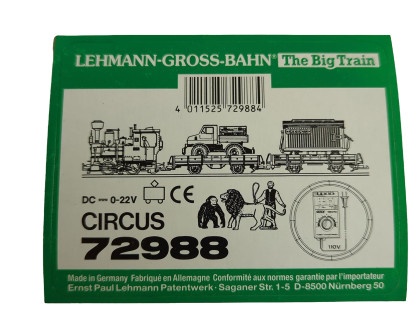 LEHMANN-GROSS-BAHN® The Big Train
4 011525 729884
DC 0-22V CE
CIRCUS
72988
110V
Made in Germany Fabriqué en Allemagne Conformité aux normes garantie par l'importateur
Ernst Paul Lehmann Patentwerk · Saganer Str. 1-5 D-8500 Nürnberg 50